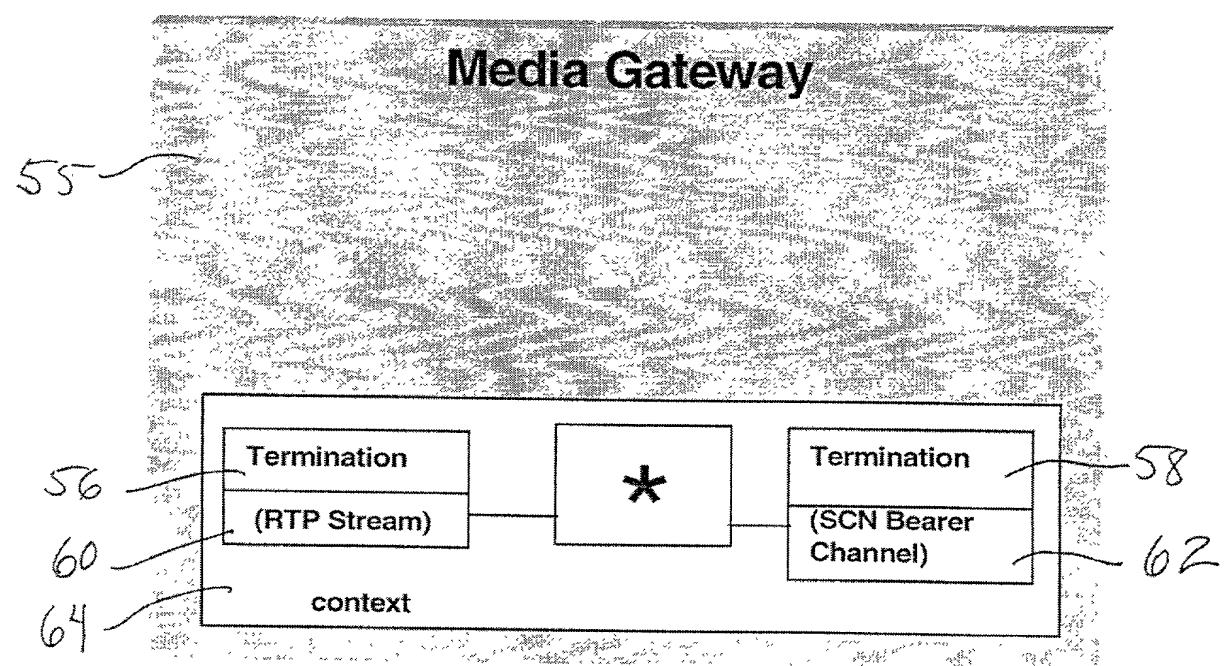 Media Gateway
55
56
Termination
*
Termination
58
60
(RTP Stream)
(SCN Bearer
Channel)
62
64
context